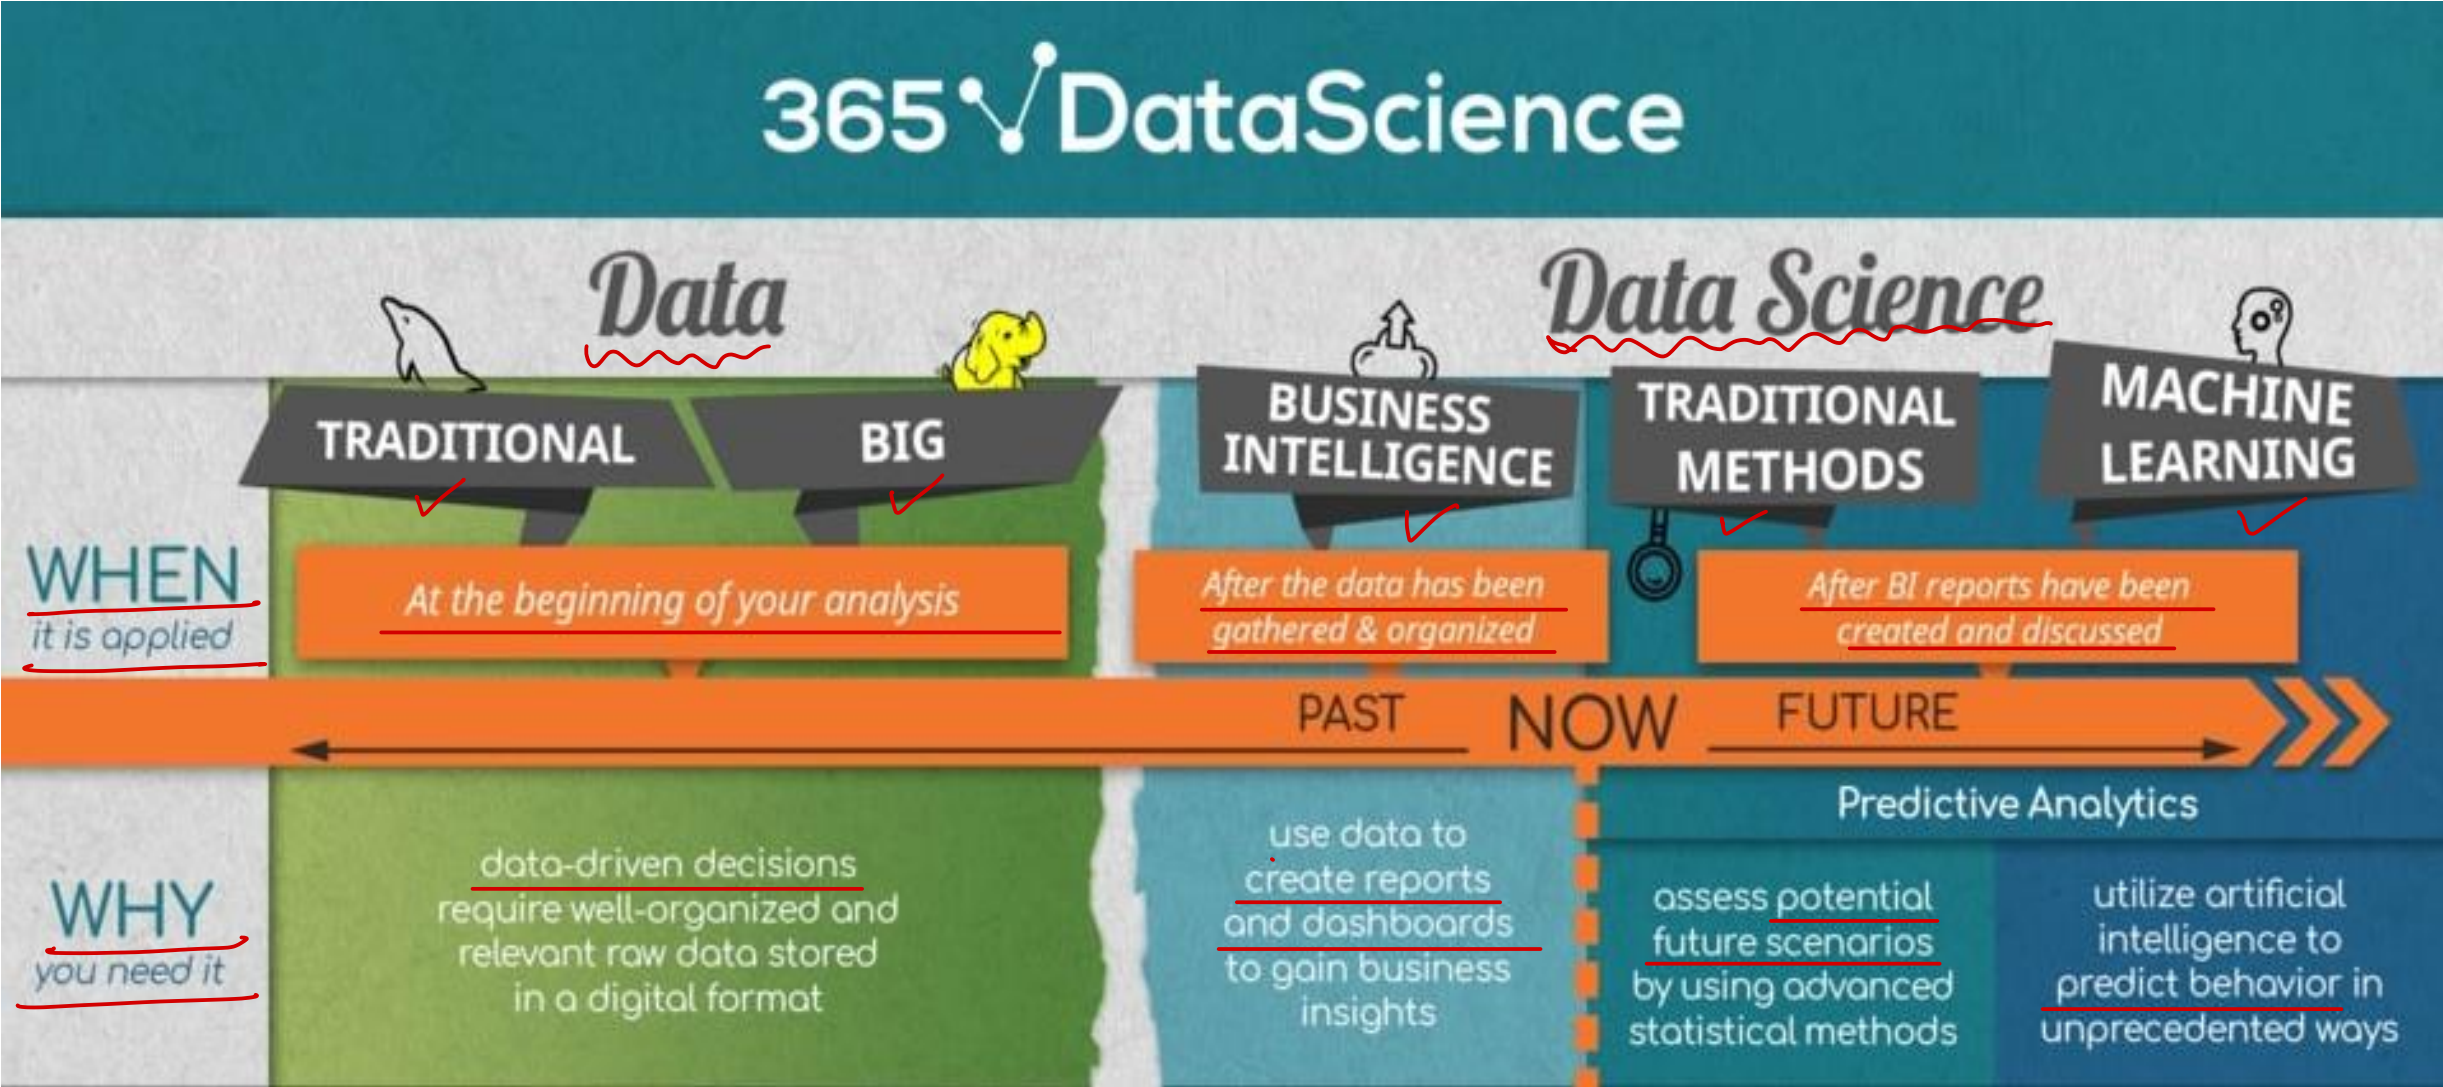 365 DataScience
Data
Data Science
TRADITIONAL
BIG
BUSINESS
INTELLIGENCE
TRADITIONAL
METHODS
MACHINE
LEARNING
WHEN
it is applied
At the beginning of your analysis
After the data has been
gathered & organized
After BI reports have been
created and discussed
PAST
NOW
FUTURE
Predictive Analytics
WHY
you need it
data-driven decisions
require well-organized and
relevant raw data stored
in a digital format
use data to
create reports
and dashboards
to gain business
insights
assess potential
future scenarios
by using advanced
statistical methods
utilize artificial
intelligence to
predict behavior in
unprecedented ways